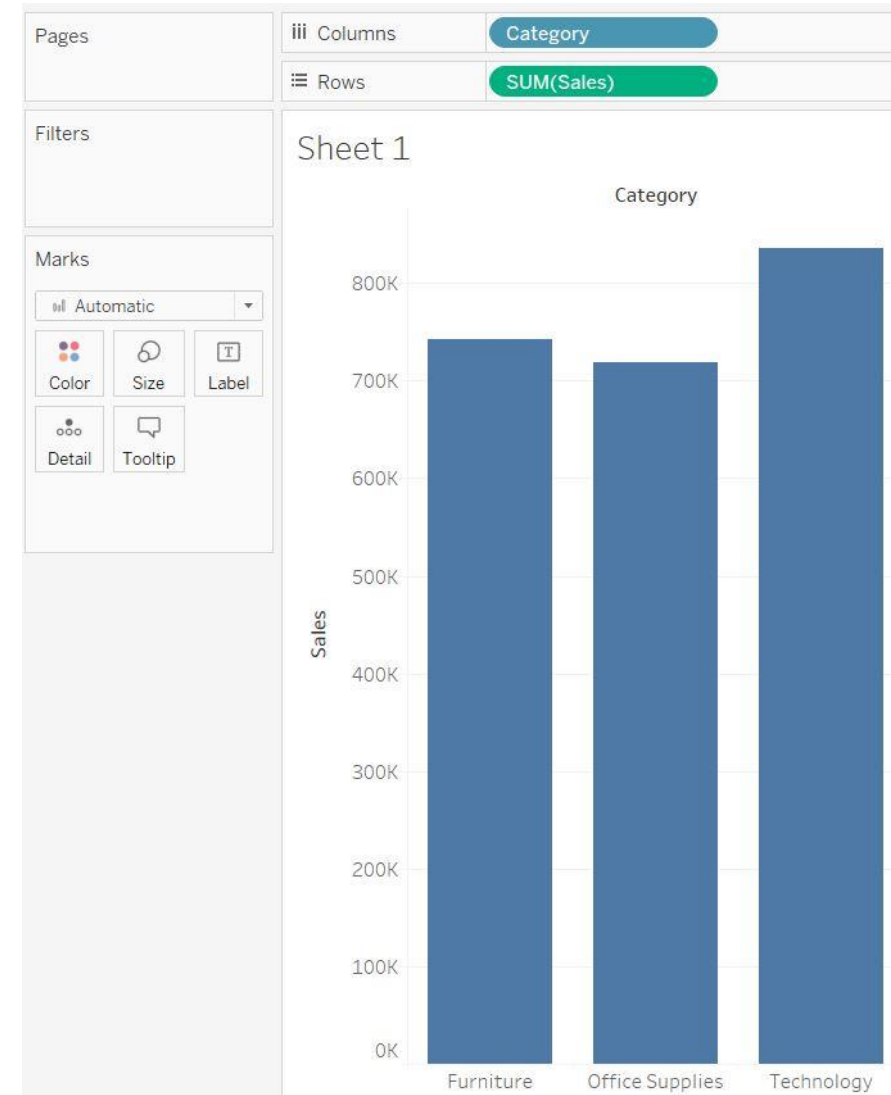 Pages
Columns
Category
Rows
SUM(Sales)
Filters
Sheet 1
Category
Marks
Automatic
Color
Size
T
Label
Detail
Tooltip
800K
700K
600K
500K
400K
300K
200K
100K
0K
Sales
Furniture
Office Supplies
Technology